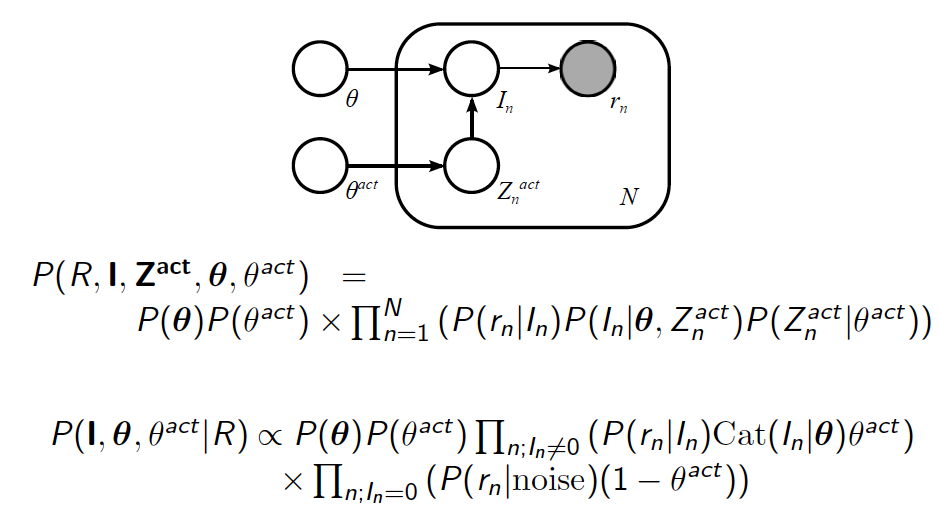 θ
I_n
r_n
θ^{act}
Z_n^{act}
N
P(R, 𝐈, 𝐙^{𝐚𝐜𝐭}, 𝜽, θ^{act}) =
P(𝜽)P(θ^{act}) × ∏_{n=1}^{N} (P(r_n|I_n)P(I_n|𝜽, Z_n^{act})P(Z_n^{act}|θ^{act}))
P(𝐈, 𝜽, θ^{act}|R) ∝ P(𝜽)P(θ^{act}) ∏_{n;I_n≠0} (P(r_n|I_n)Cat(I_n|𝜽)θ^{act})
× ∏_{n;I_n=0} (P(r_n|noise)(1 − θ^{act}))